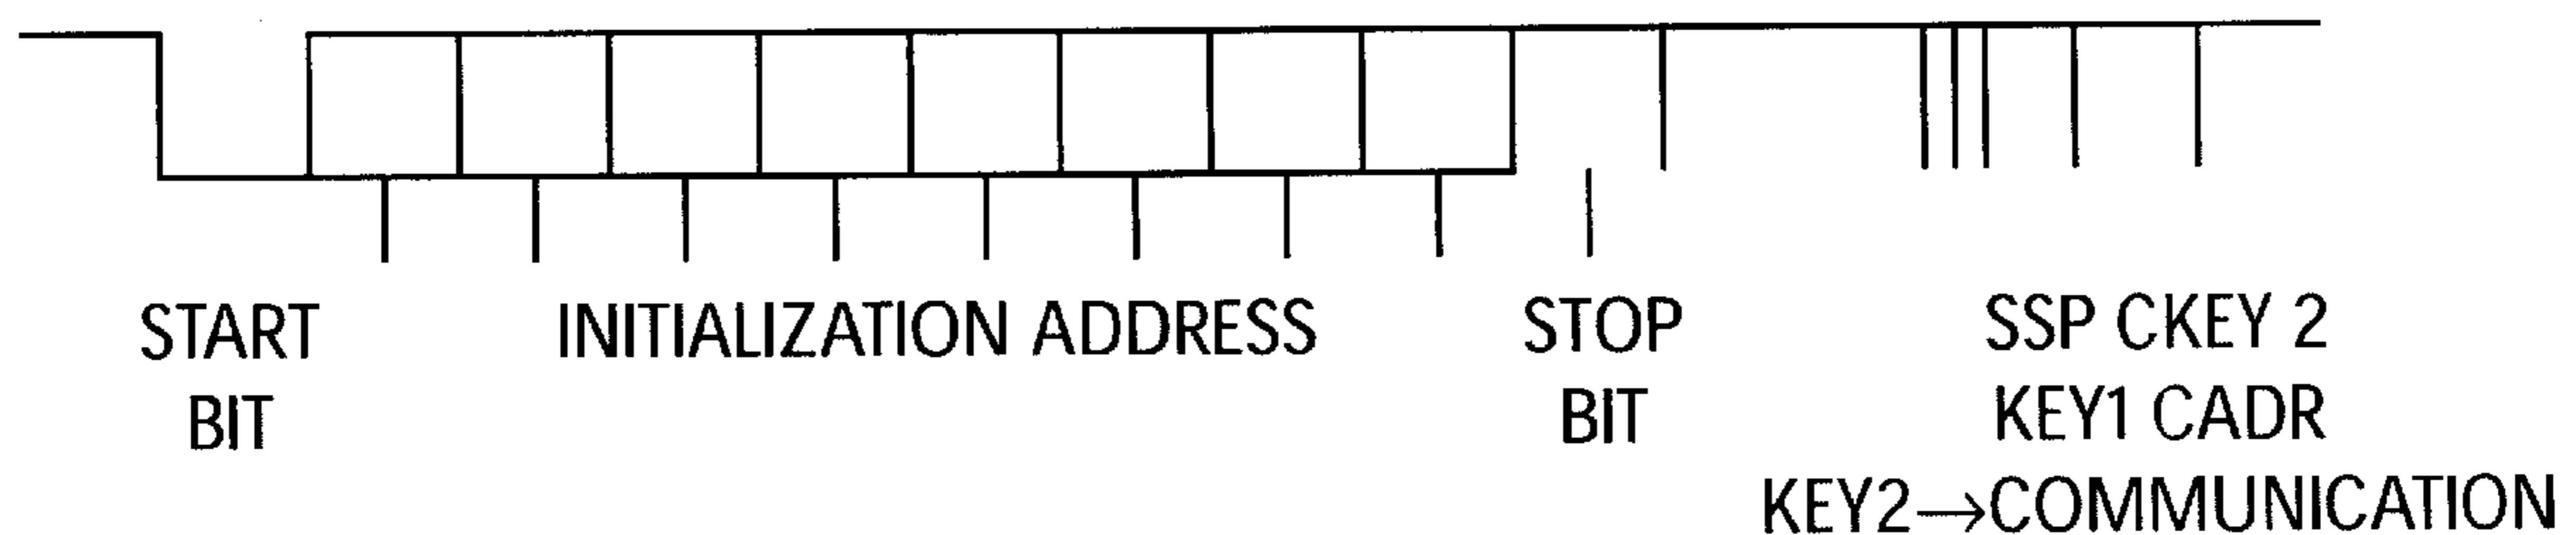 START
BIT
INITIALIZATION ADDRESS
STOP
BIT
SSP CKEY 2
KEY1 CADR
KEY2→COMMUNICATION